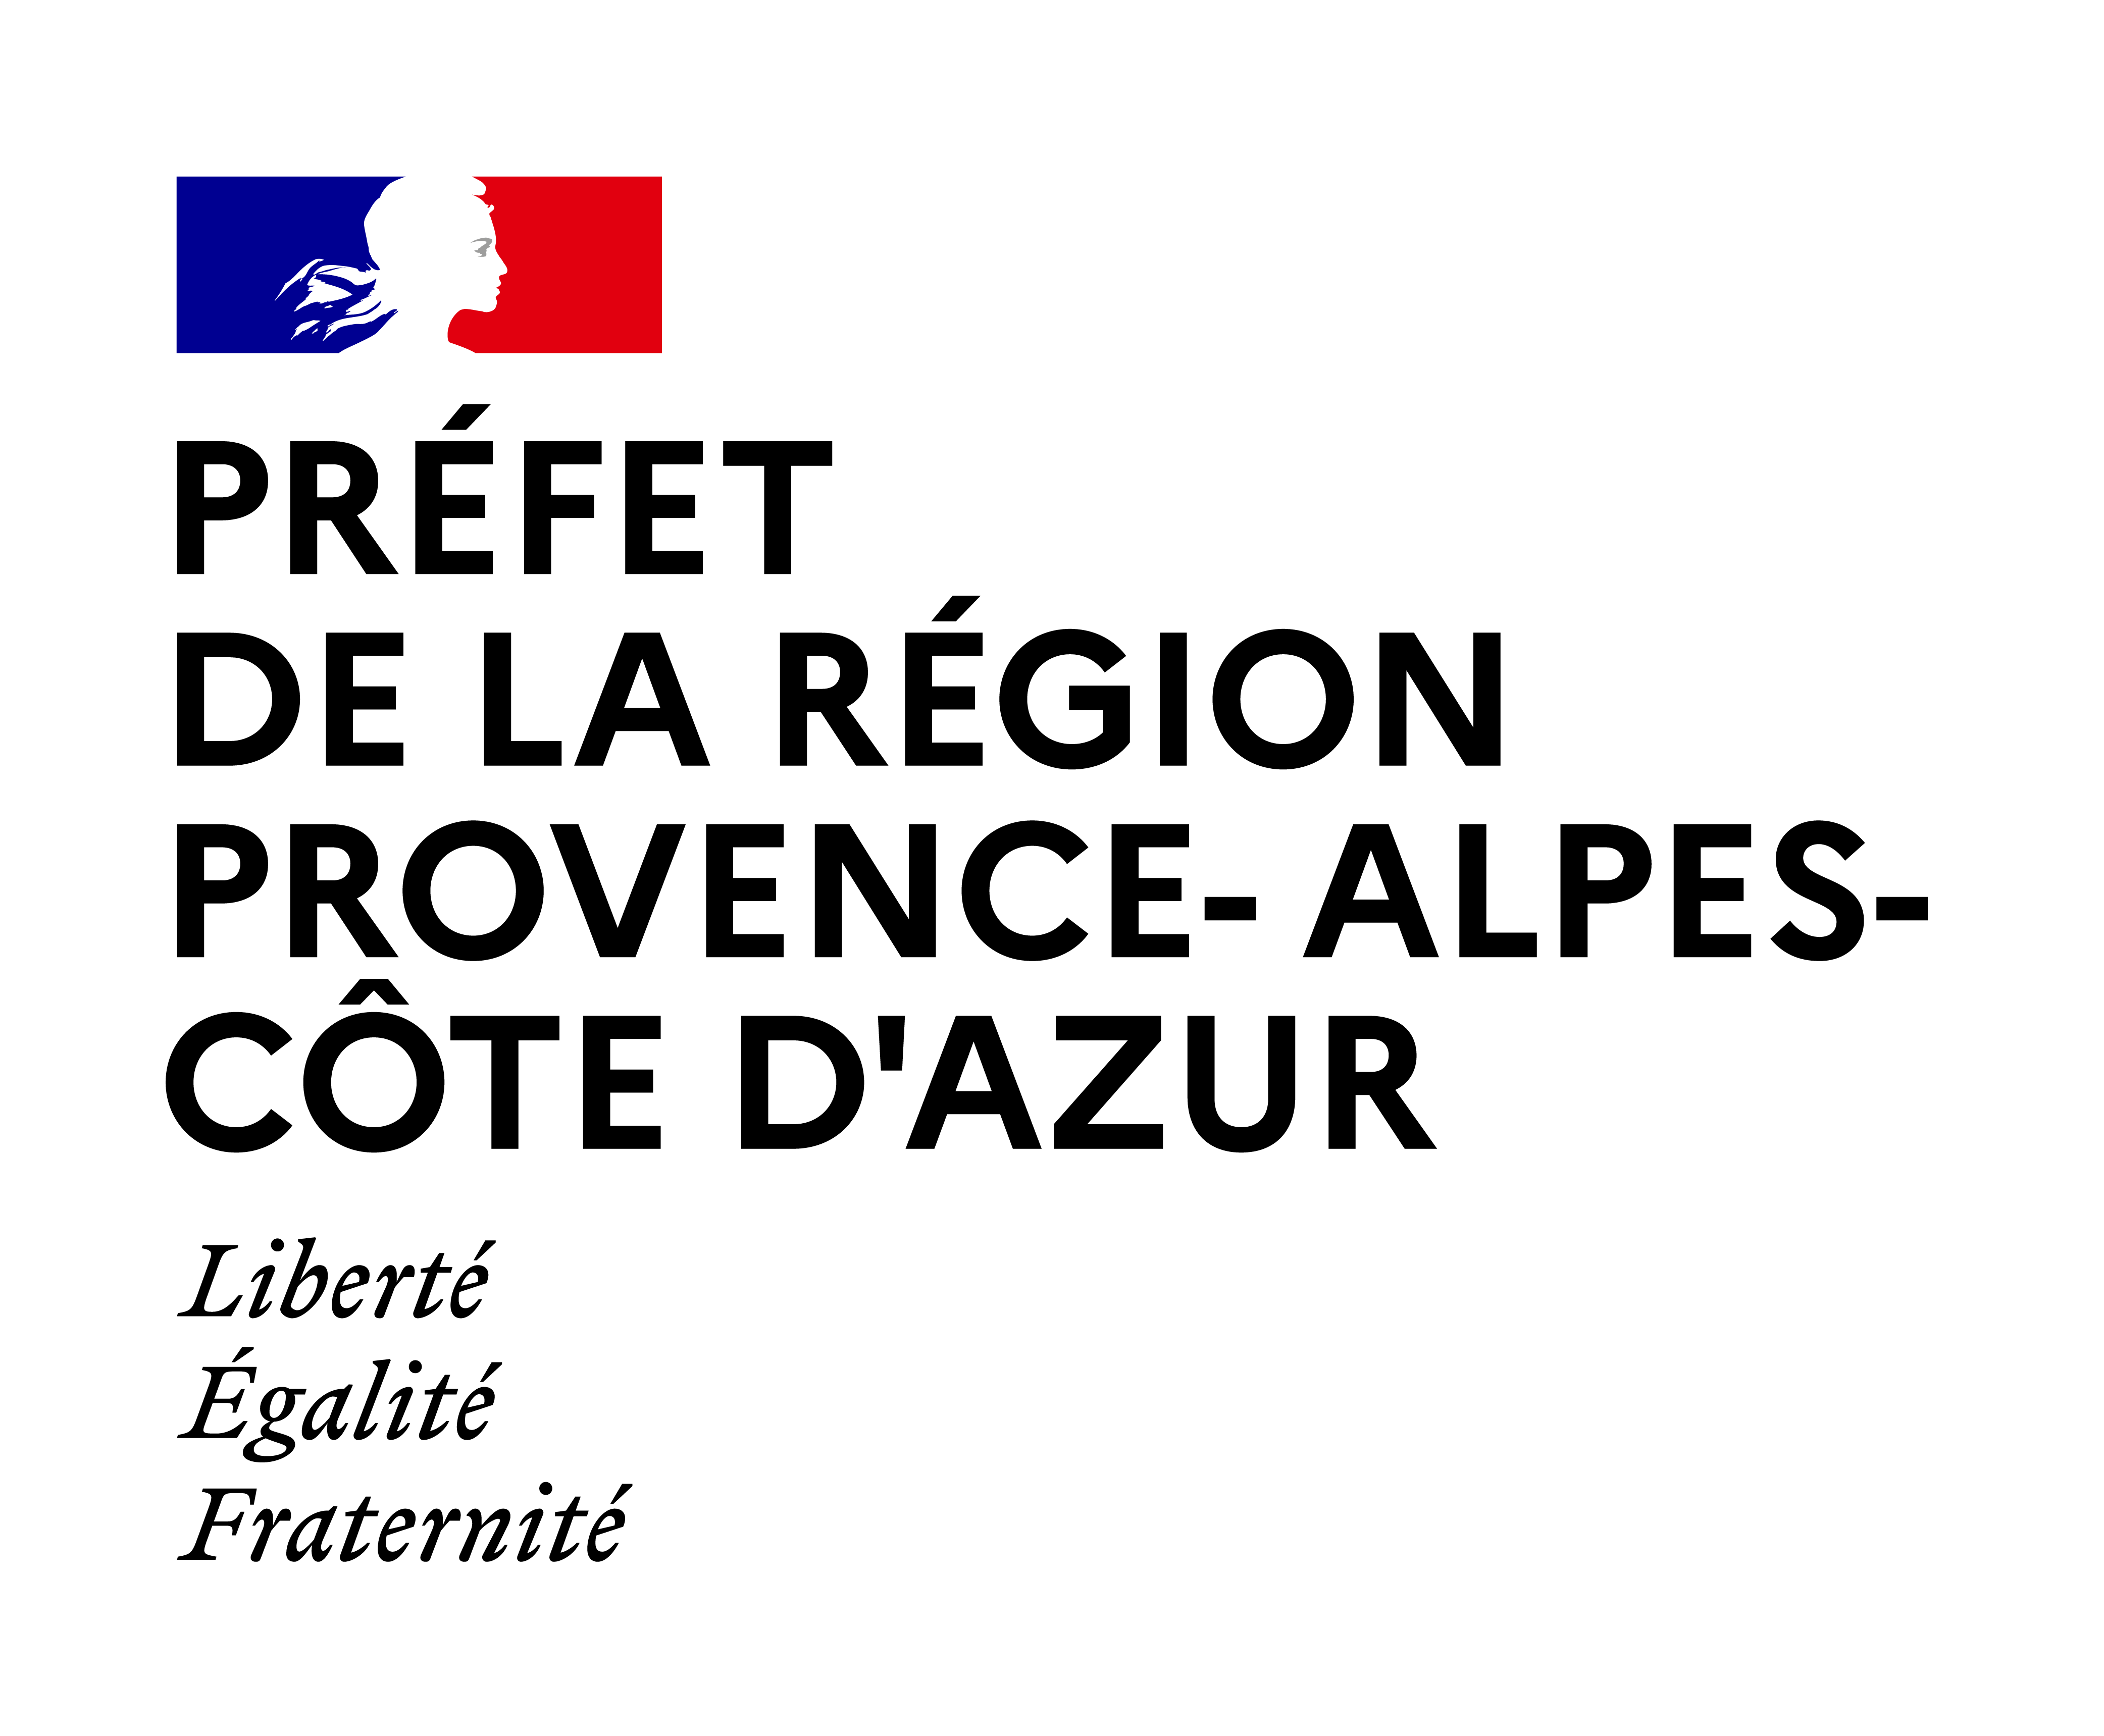 PRÉFET
DE LA RÉGION
PROVENCE- ALPES-
CÔTE D'AZUR
Liberté
Égalité
Fraternité